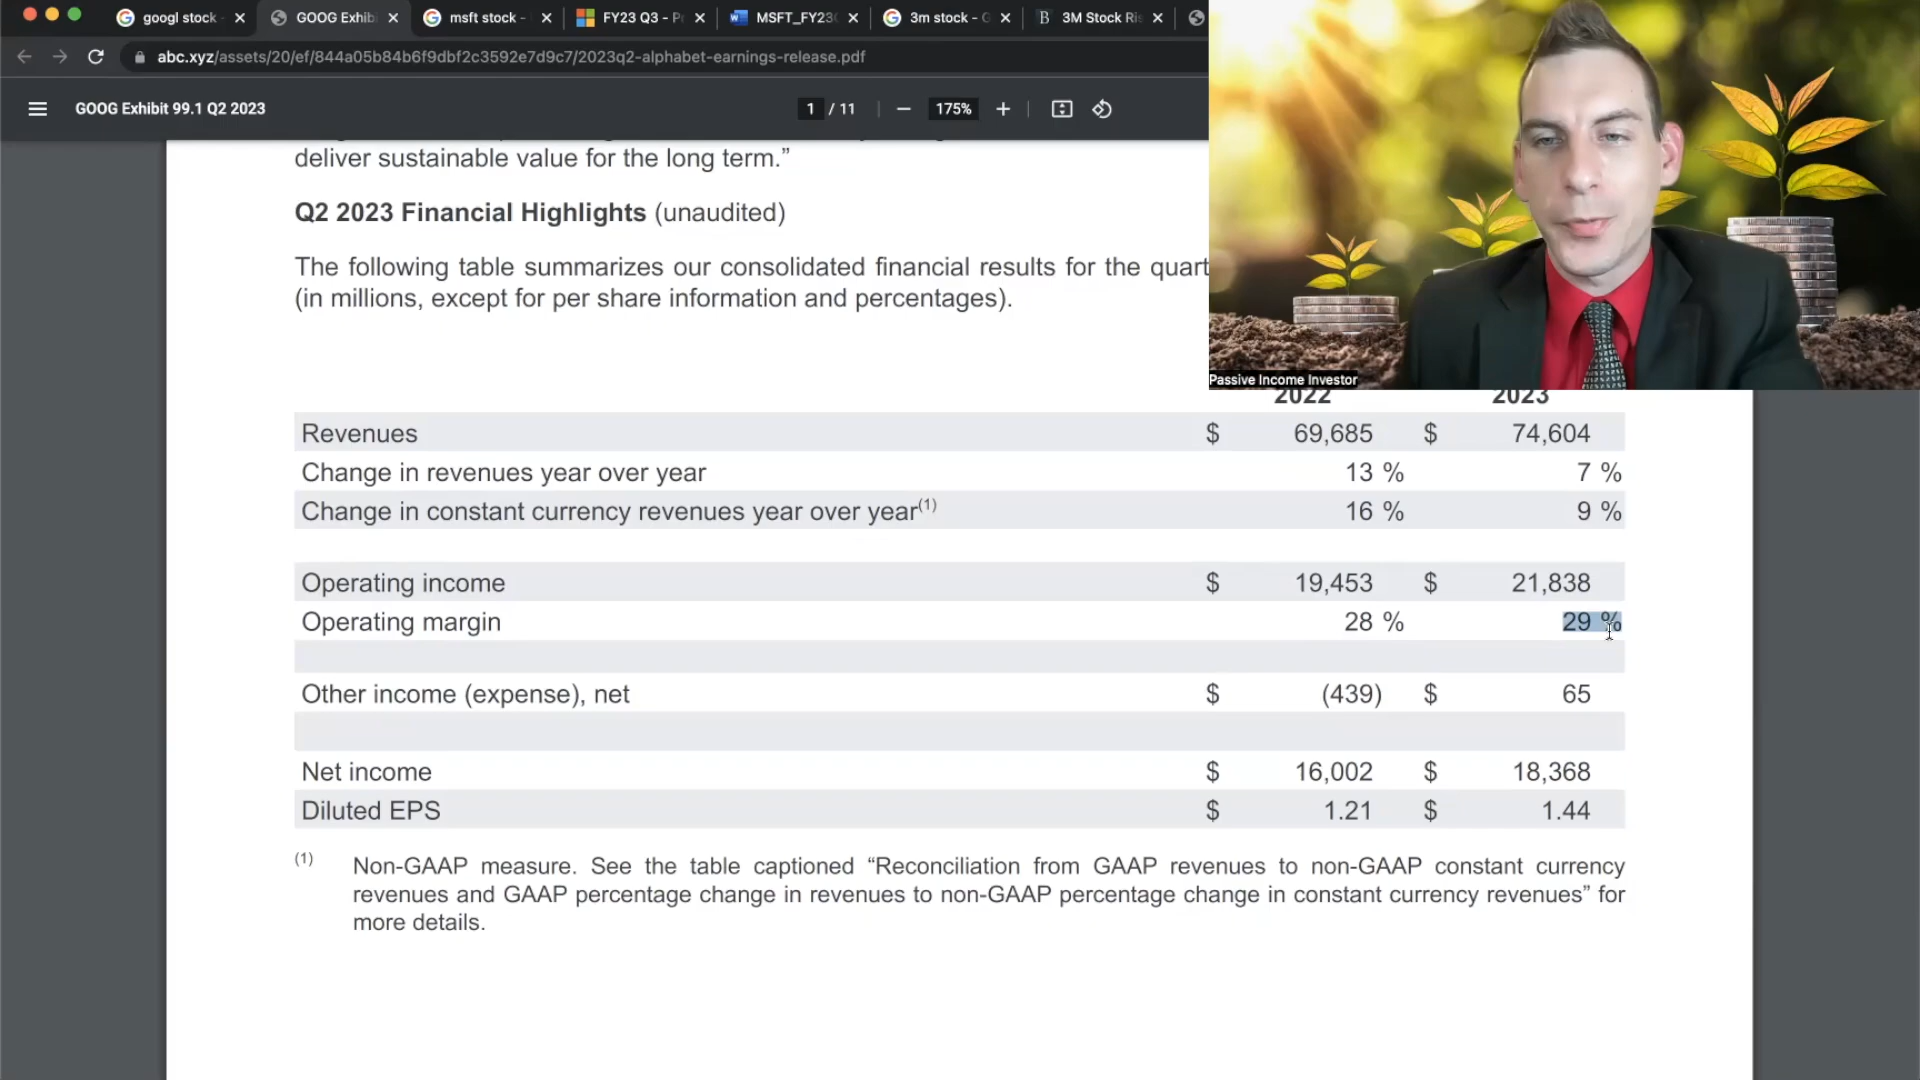 googl stock
GOOG Exhib
msft stock -
FY23 Q3 - P
MSFT_FY23
3m stock - G
B 3M Stock Ris
abc.xyz/assets/20/ef/844a05b84b6f9dbf2c3592e7d9c7/2023q2-alphabet-earnings-release.pdf
GOOG Exhibit 99.1 Q2 2023
1 / 11
175%
deliver sustainable value for the long term.”
Q2 2023 Financial Highlights (unaudited)
The following table summarizes our consolidated financial results for the quart
(in millions, except for per share information and percentages).
Passive Income Investor
2022 2023
Revenues $ 69,685 $ 74,604
Change in revenues year over year 13 % 7 %
Change in constant currency revenues year over year(1) 16 % 9 %
Operating income $ 19,453 $ 21,838
Operating margin 28 % 29 %
Other income (expense), net $ (439) $ 65
Net income $ 16,002 $ 18,368
Diluted EPS $ 1.21 $ 1.44
(1) Non-GAAP measure. See the table captioned “Reconciliation from GAAP revenues to non-GAAP constant currency
revenues and GAAP percentage change in revenues to non-GAAP percentage change in constant currency revenues” for
more details.